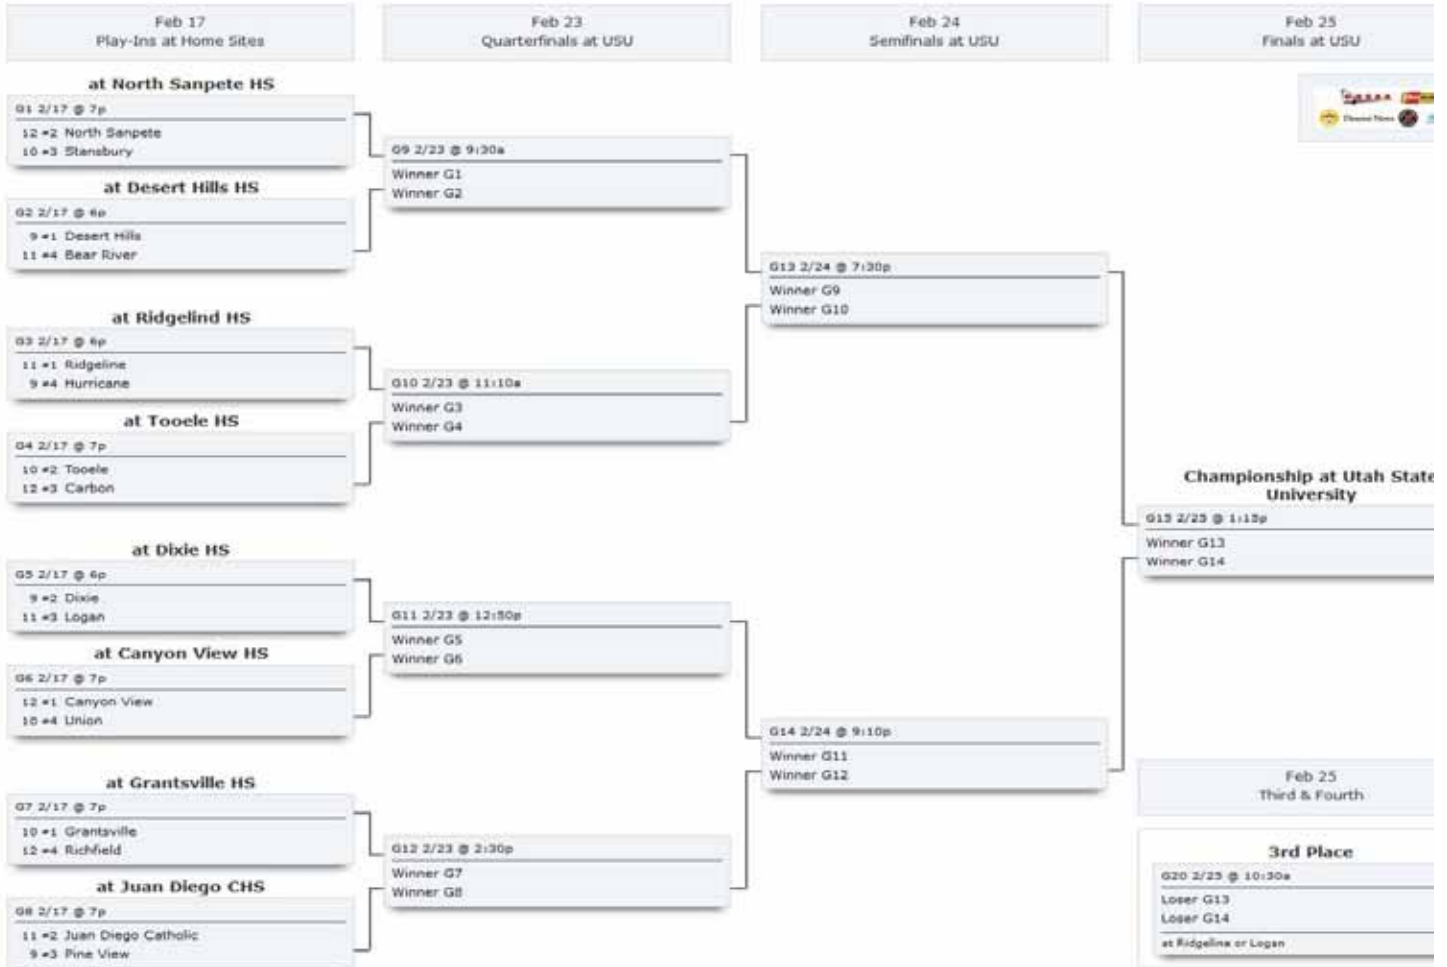 Feb 17
Play-Ins at Home Sites
Feb 23
Quarterfinals at USU
Feb 24
Semifinals at USU
Feb 25
Finals at USU
at North Sanpete HS
G1 2/17 @ 7p
12 #2 North Sanpete
10 #3 Stansbury
at Desert Hills HS
G2 2/17 @ 6p
9 #1 Desert Hills
11 #4 Bear River
at Ridgelind HS
G3 2/17 @ 6p
11 #1 Ridgeline
9 #4 Hurricane
at Tooele HS
G4 2/17 @ 7p
10 #2 Tooele
12 #3 Carbon
at Dixie HS
G5 2/17 @ 6p
9 #2 Dixie
11 #3 Logan
at Canyon View HS
G6 2/17 @ 7p
12 #1 Canyon View
10 #4 Union
at Grantsville HS
G7 2/17 @ 7p
10 #1 Grantsville
12 #4 Richfield
at Juan Diego CHS
G8 2/17 @ 7p
11 #2 Juan Diego Catholic
9 #3 Pine View
G9 2/23 @ 9:30a
Winner G1
Winner G2
G10 2/23 @ 11:10a
Winner G3
Winner G4
G11 2/23 @ 12:50p
Winner G5
Winner G6
G12 2/23 @ 2:30p
Winner G7
Winner G8
G13 2/24 @ 7:30p
Winner G9
Winner G10
G14 2/24 @ 9:10p
Winner G11
Winner G12
Championship at Utah State
University
G15 2/25 @ 1:15p
Winner G13
Winner G14
Feb 25
Third & Fourth
3rd Place
G20 2/25 @ 10:30a
Loser G13
Loser G14
at Ridgeline or Logan